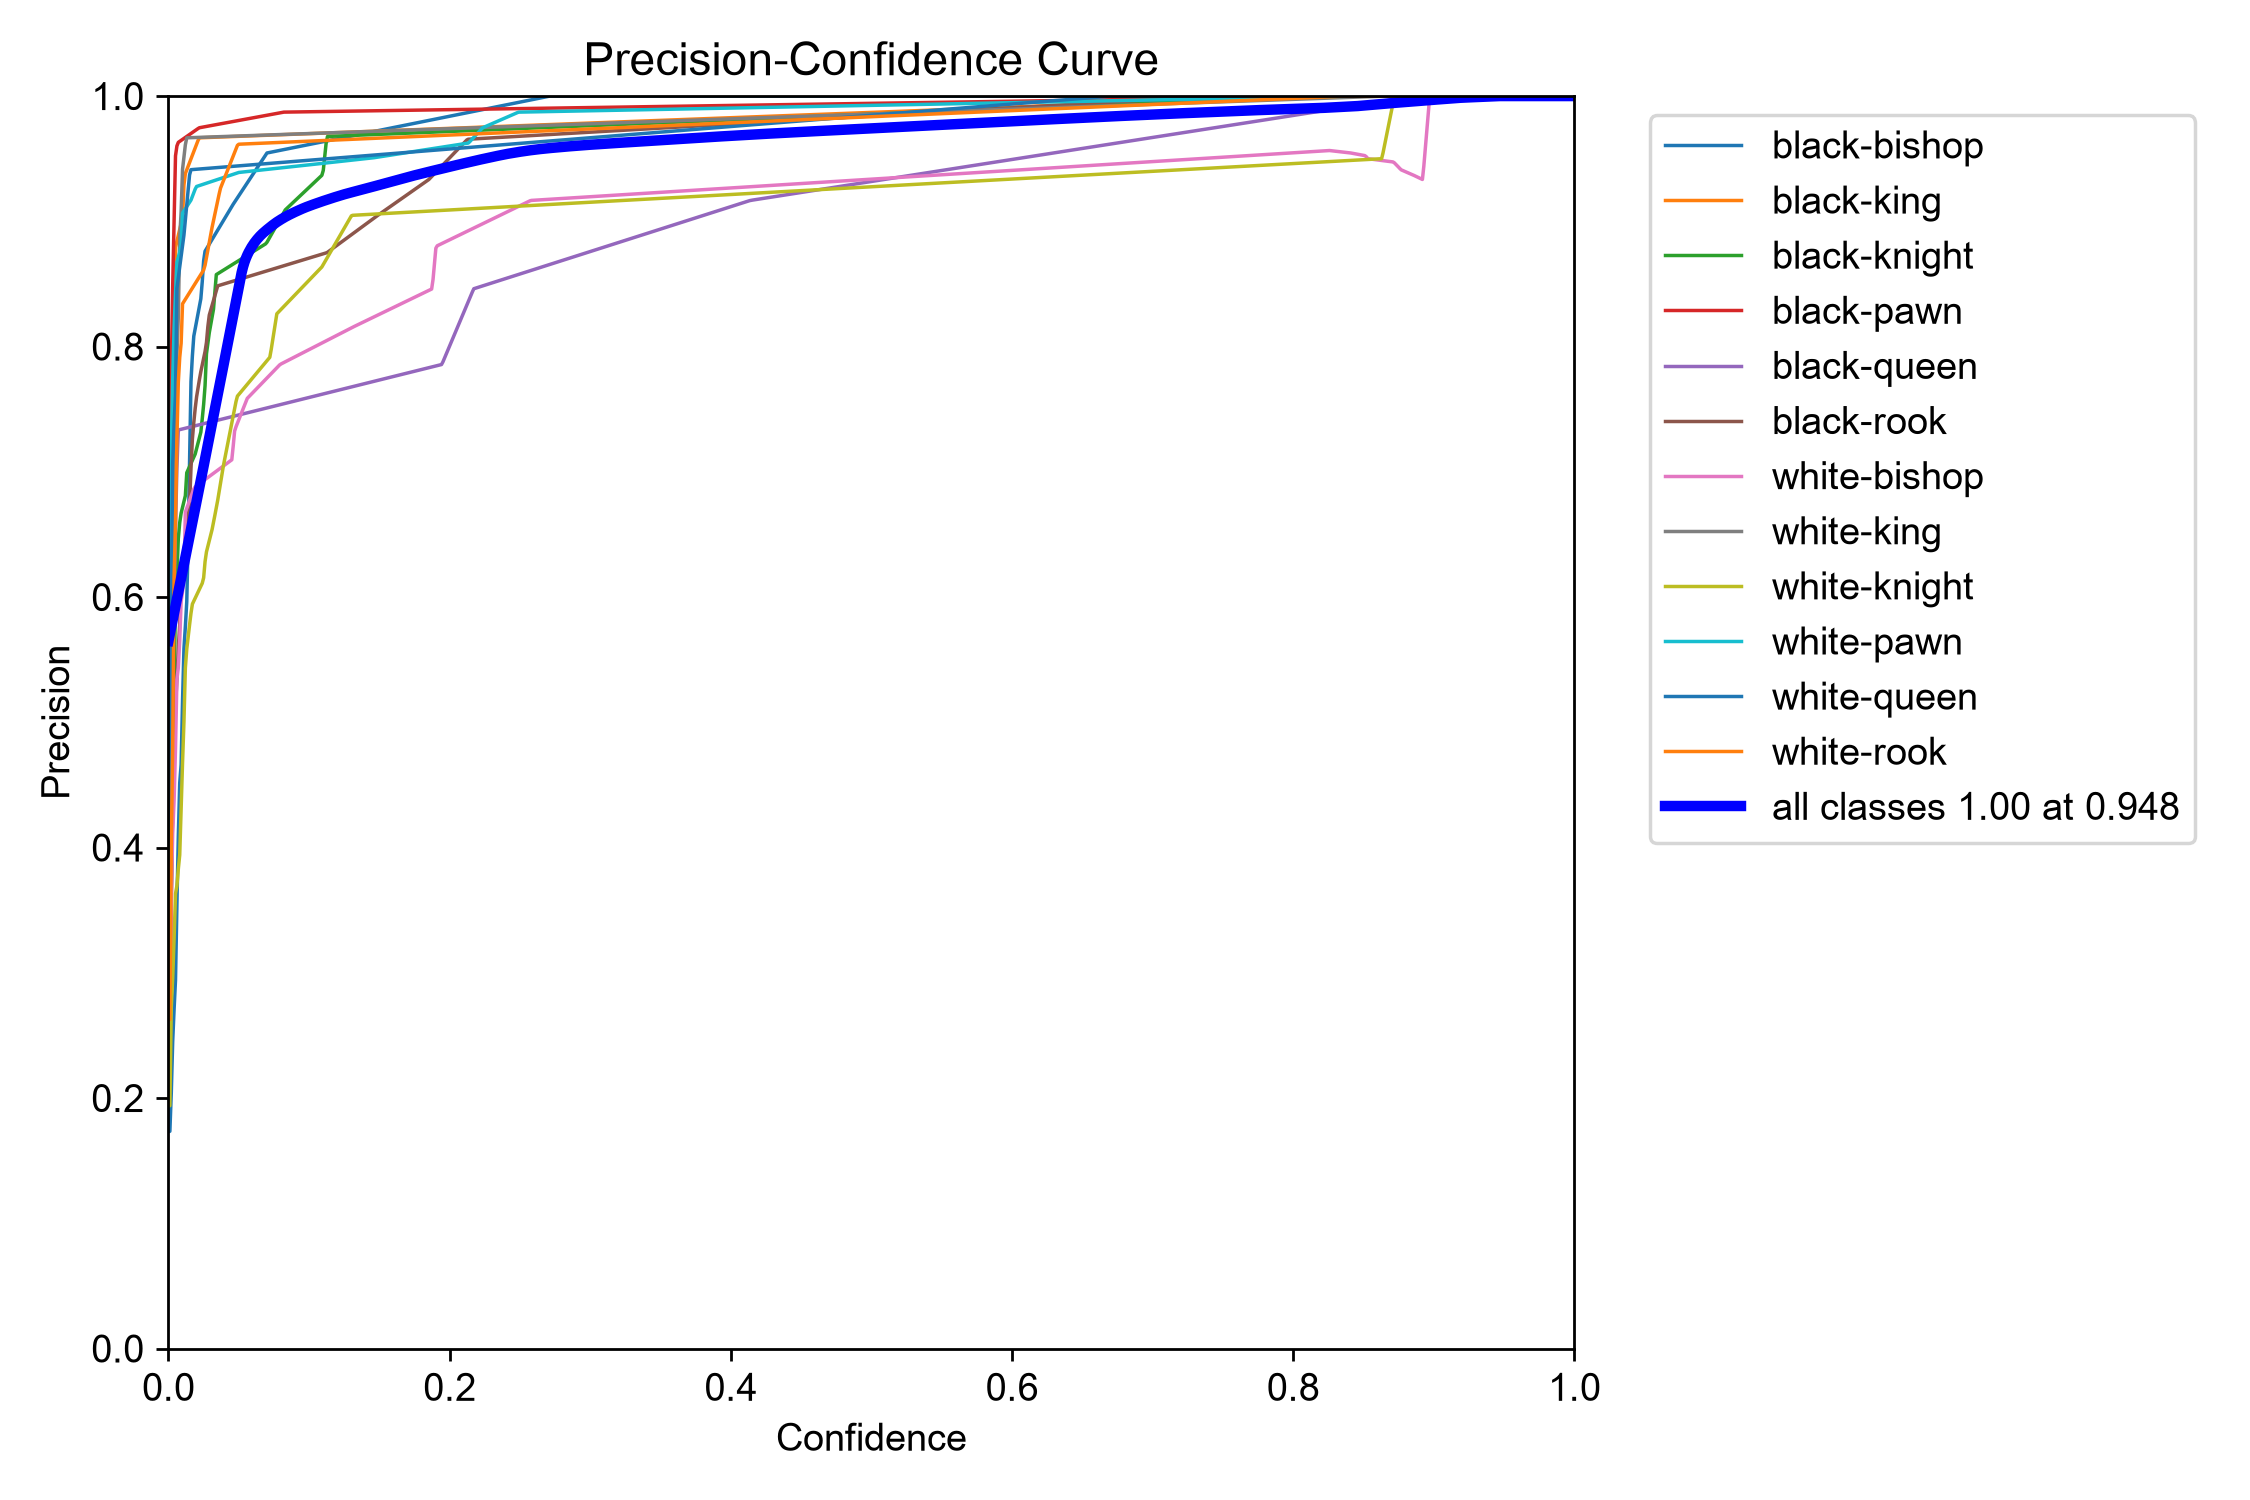 Precision-Confidence Curve
1.0
0.8
0.6
0.4
0.2
0.0
Precision
0.0 0.2 0.4 0.6 0.8 1.0
Confidence
black-bishop
black-king
black-knight
black-pawn
black-queen
black-rook
white-bishop
white-king
white-knight
white-pawn
white-queen
white-rook
all classes 1.00 at 0.948